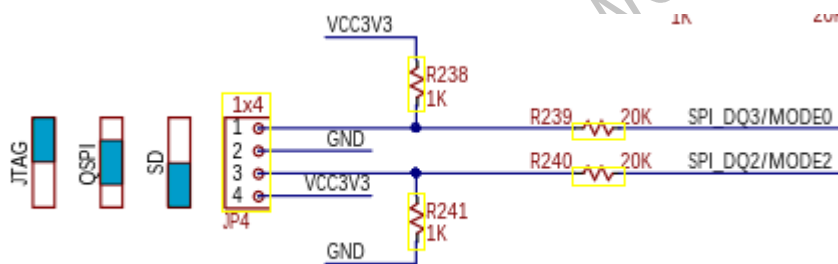 VCC3V3
1K
R238
1K
1x4
1
R239
20K
SPI_DQ3/MODE0
GND
2
R240
20K
SPI_DQ2/MODE2
3
VCC3V3
4
JP4
R241
1K
GND
JTAG
QSPI
SD